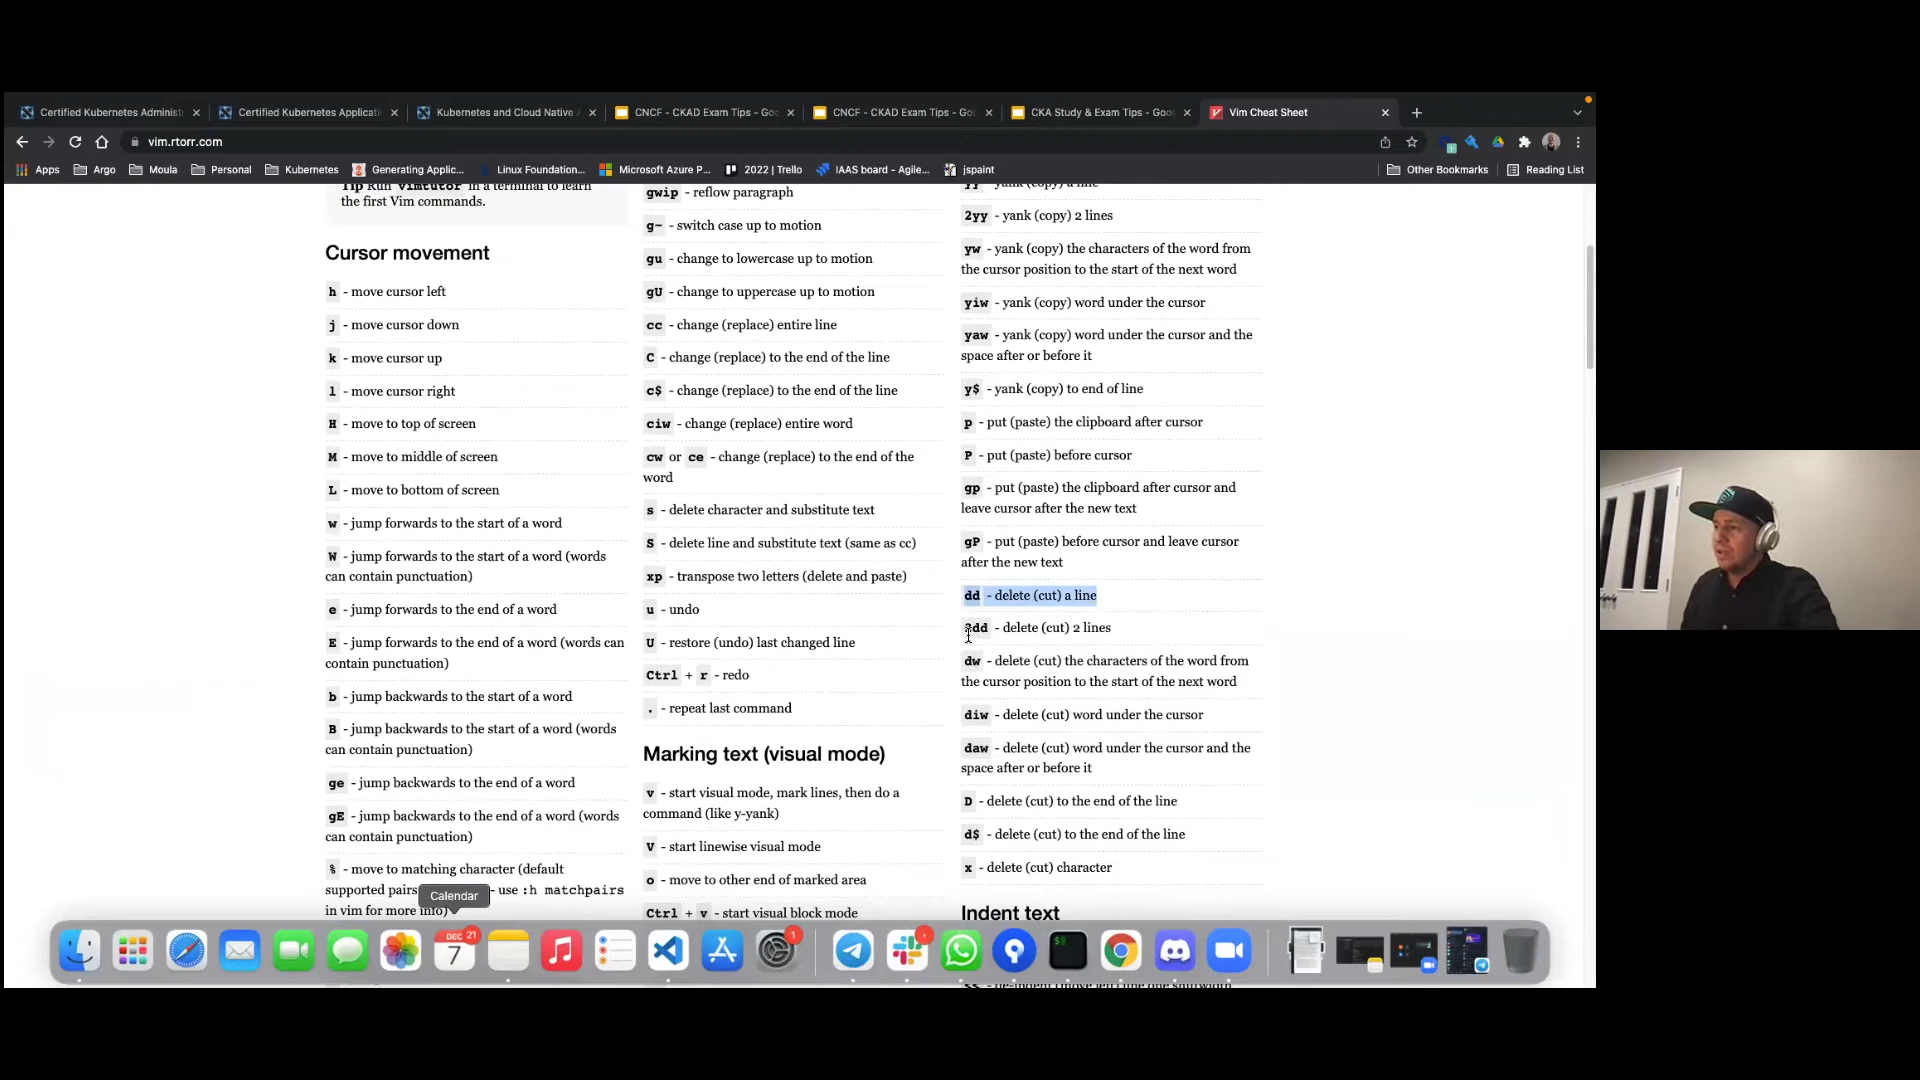 Certified Kubernetes Adminis
Certified Kubernetes Applicati
Kubernetes and Cloud Native
CNCF - CKAD Exam Tips - Goo
CNCF - CKAD Exam Tips - Goo
CKA Study & Exam Tips - Goog
Vim Cheat Sheet
vim.rtorr.com
Apps
Argo
Moula
Personal
Kubernetes
Generating Applic...
Linux Foundation...
Microsoft Azure P...
2022 | Trello
IAAS board - Agile...
jspaint
Other Bookmarks
Reading List
Tip Run vimtutor in a terminal to learn
the first Vim commands.
Cursor movement
h - move cursor left
j - move cursor down
k - move cursor up
l - move cursor right
H - move to top of screen
M - move to middle of screen
L - move to bottom of screen
w - jump forwards to the start of a word
W - jump forwards to the start of a word (words
can contain punctuation)
e - jump forwards to the end of a word
E - jump forwards to the end of a word (words can
contain punctuation)
b - jump backwards to the start of a word
B - jump backwards to the start of a word (words
can contain punctuation)
ge - jump backwards to the end of a word
gE - jump backwards to the end of a word (words
can contain punctuation)
% - move to matching character (default
supported pairs - use :h matchpairs
in vim for more info)
gwip - reflow paragraph
g~ - switch case up to motion
gu - change to lowercase up to motion
gU - change to uppercase up to motion
cc - change (replace) entire line
C - change (replace) to the end of the line
c$ - change (replace) to the end of the line
ciw - change (replace) entire word
cw or ce - change (replace) to the end of the
word
s - delete character and substitute text
S - delete line and substitute text (same as cc)
xp - transpose two letters (delete and paste)
u - undo
U - restore (undo) last changed line
Ctrl + r - redo
. - repeat last command
Marking text (visual mode)
v - start visual mode, mark lines, then do a
command (like y-yank)
V - start linewise visual mode
o - move to other end of marked area
Ctrl + v - start visual block mode
yy - yank (copy) a line
2yy - yank (copy) 2 lines
yw - yank (copy) the characters of the word from
the cursor position to the start of the next word
yiw - yank (copy) word under the cursor
yaw - yank (copy) word under the cursor and the
space after or before it
y$ - yank (copy) to end of line
p - put (paste) the clipboard after cursor
P - put (paste) before cursor
gp - put (paste) the clipboard after cursor and
leave cursor after the new text
gP - put (paste) before cursor and leave cursor
after the new text
dd - delete (cut) a line
2dd - delete (cut) 2 lines
dw - delete (cut) the characters of the word from
the cursor position to the start of the next word
diw - delete (cut) word under the cursor
daw - delete (cut) word under the cursor and the
space after or before it
D - delete (cut) to the end of the line
d$ - delete (cut) to the end of the line
x - delete (cut) character
Indent text
Calendar
DEC 21
7
1